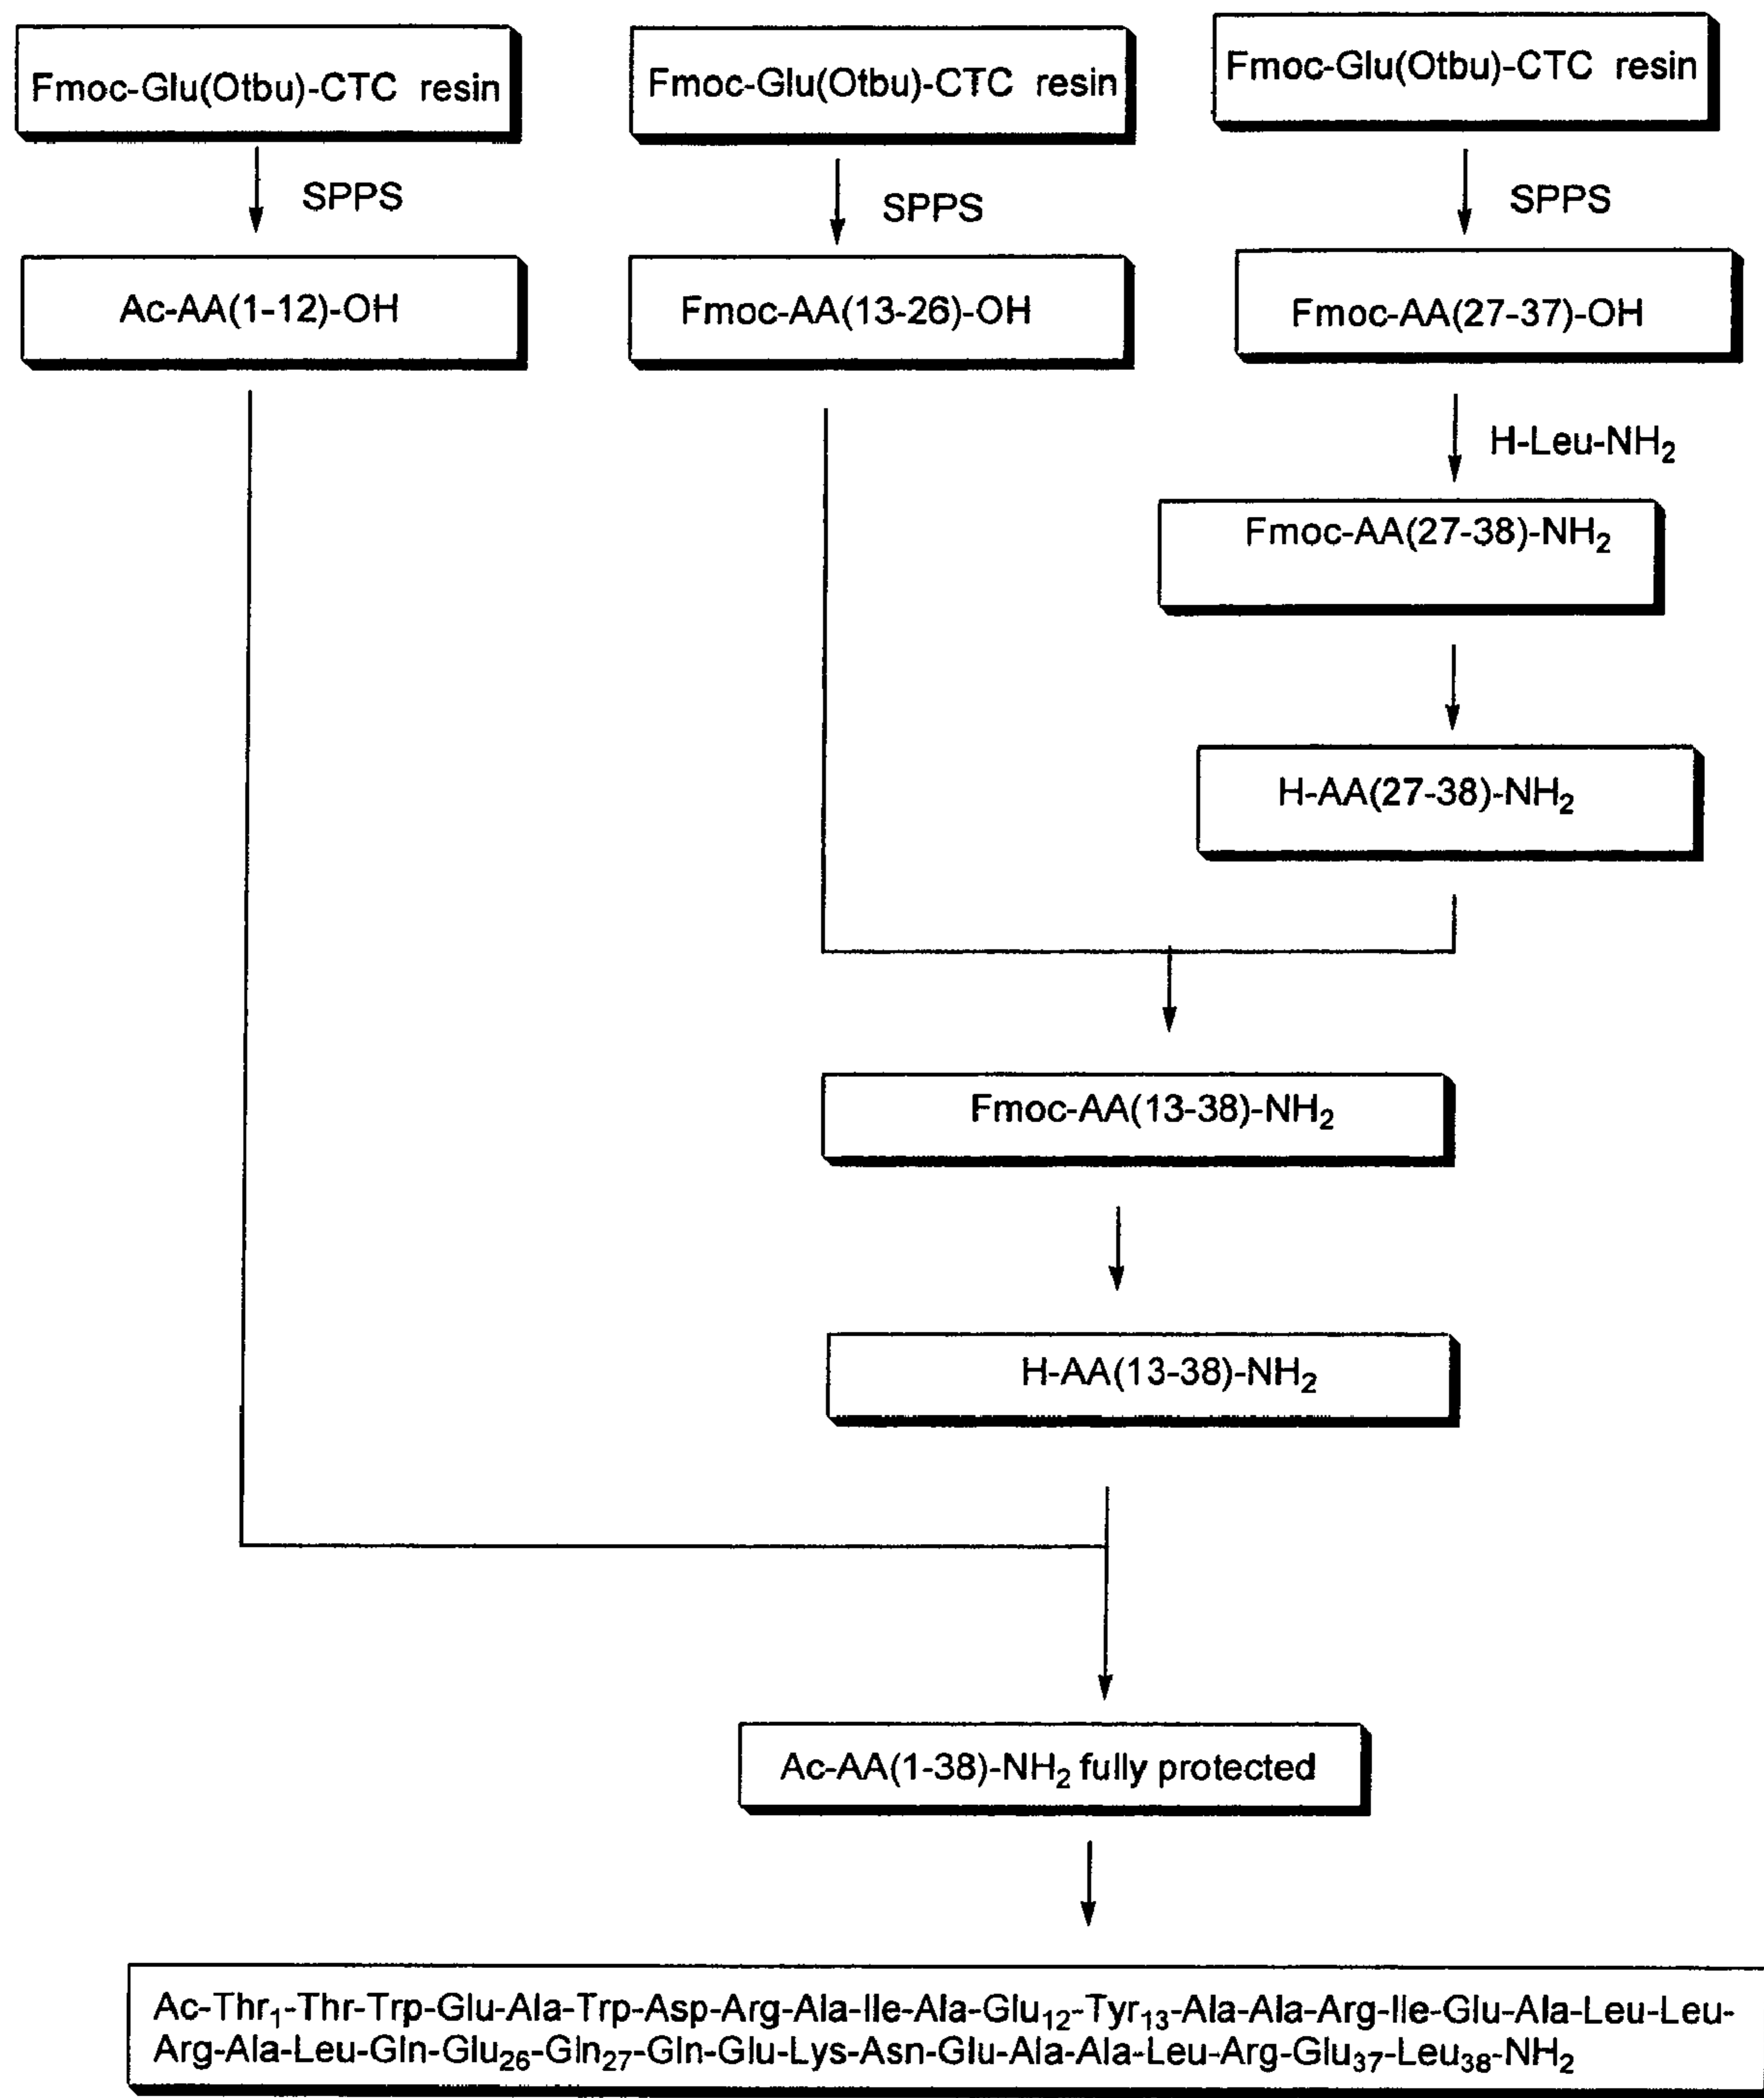 Fmoc-Glu(Otbu)-CTC resin
Fmoc-Glu(Otbu)-CTC resin
Fmoc-Glu(Otbu)-CTC resin
SPPS
SPPS
SPPS
Ac-AA(1-12)-OH
Fmoc-AA(13-26)-OH
Fmoc-AA(27-37)-OH
H-Leu-NH₂
Fmoc-AA(27-38)-NH₂
H-AA(27-38)-NH₂
Fmoc-AA(13-38)-NH₂
H-AA(13-38)-NH₂
Ac-AA(1-38)-NH₂ fully protected
Ac-Thr₁-Thr-Trp-Glu-Ala-Trp-Asp-Arg-Ala-Ile-Ala-Glu₁₂-Tyr₁₃-Ala-Ala-Arg-Ile-Glu-Ala-Leu-Leu-
Arg-Ala-Leu-Gln-Glu₂₆-Gln₂₇-Gln-Glu-Lys-Asn-Glu-Ala-Ala-Leu-Arg-Glu₃₇-Leu₃₈-NH₂